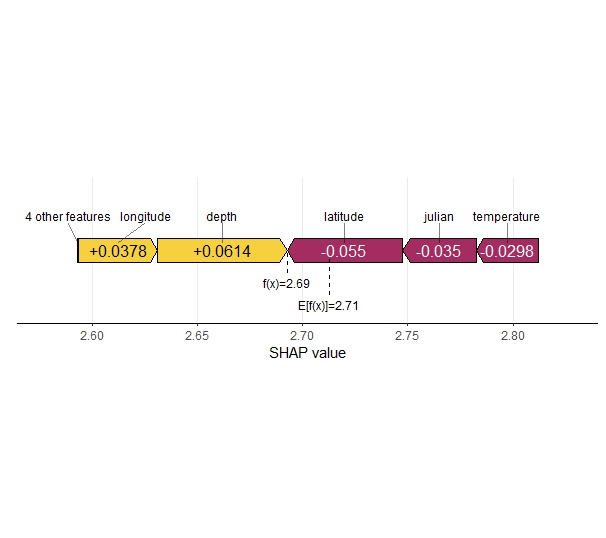 4 other features longitude depth latitude julian temperature
+0.0378 +0.0614 -0.055 -0.035 -0.0298
f(x)=2.69
E[f(x)]=2.71
2.60 2.65 2.70 2.75 2.80
SHAP value